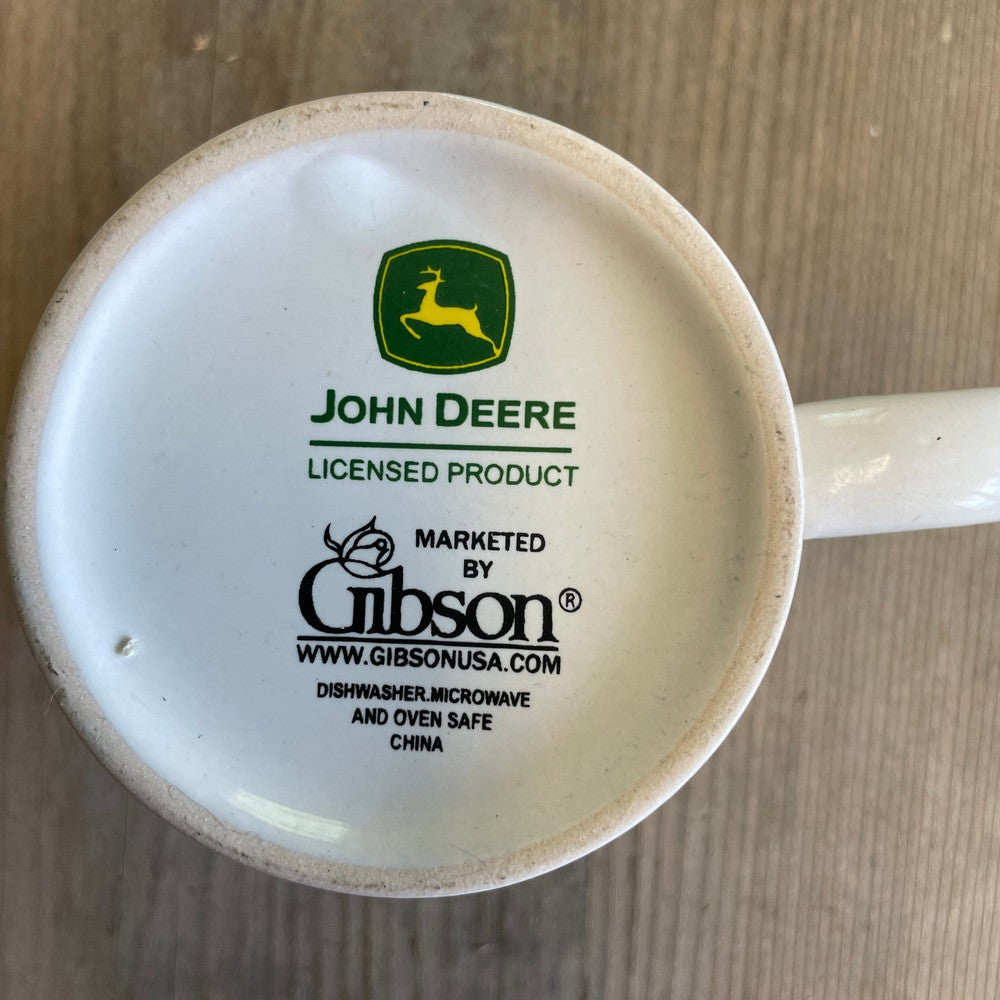 JOHN DEERE
LICENSED PRODUCT
MARKETED
BY
Gibson®
WWW.GIBSONUSA.COM
DISHWASHER.MICROWAVE
AND OVEN SAFE
CHINA